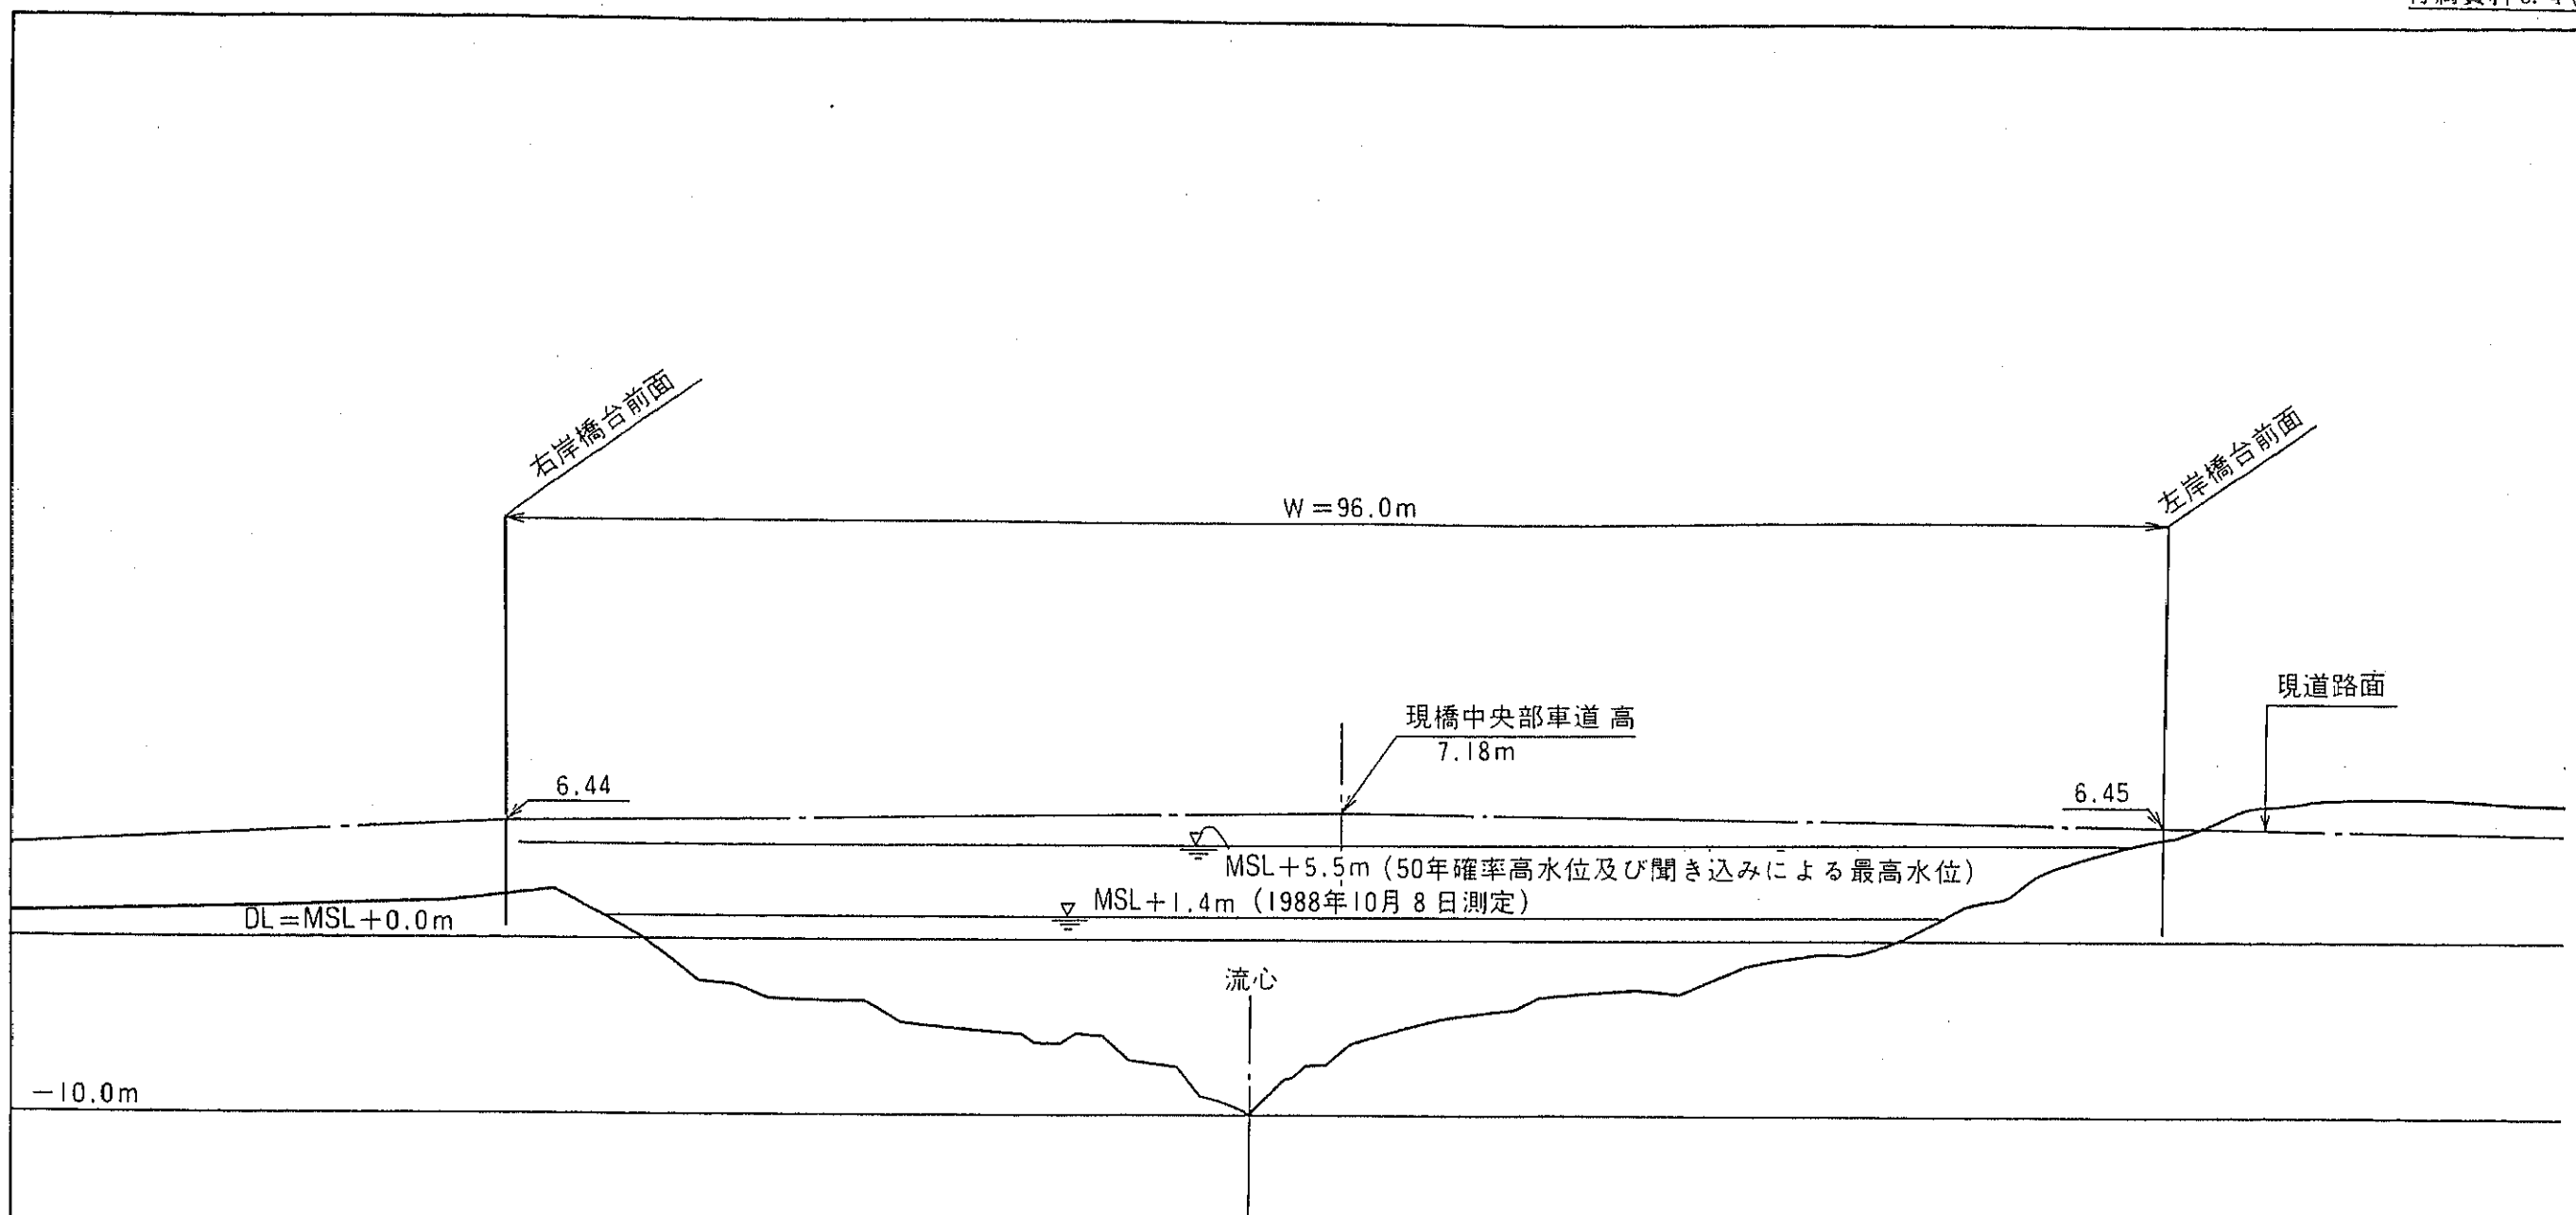 右岸橋台前面
左岸橋台前面
W=96.0m
現道路面
現橋中央部車道高
7.18m
6.44
6.45
MSL+5.5m (50年確率高水位及び聞き込みによる最高水位)
MSL+1.4m (1988年10月8日測定)
DL=MSL+0.0m
流心
-10.0m